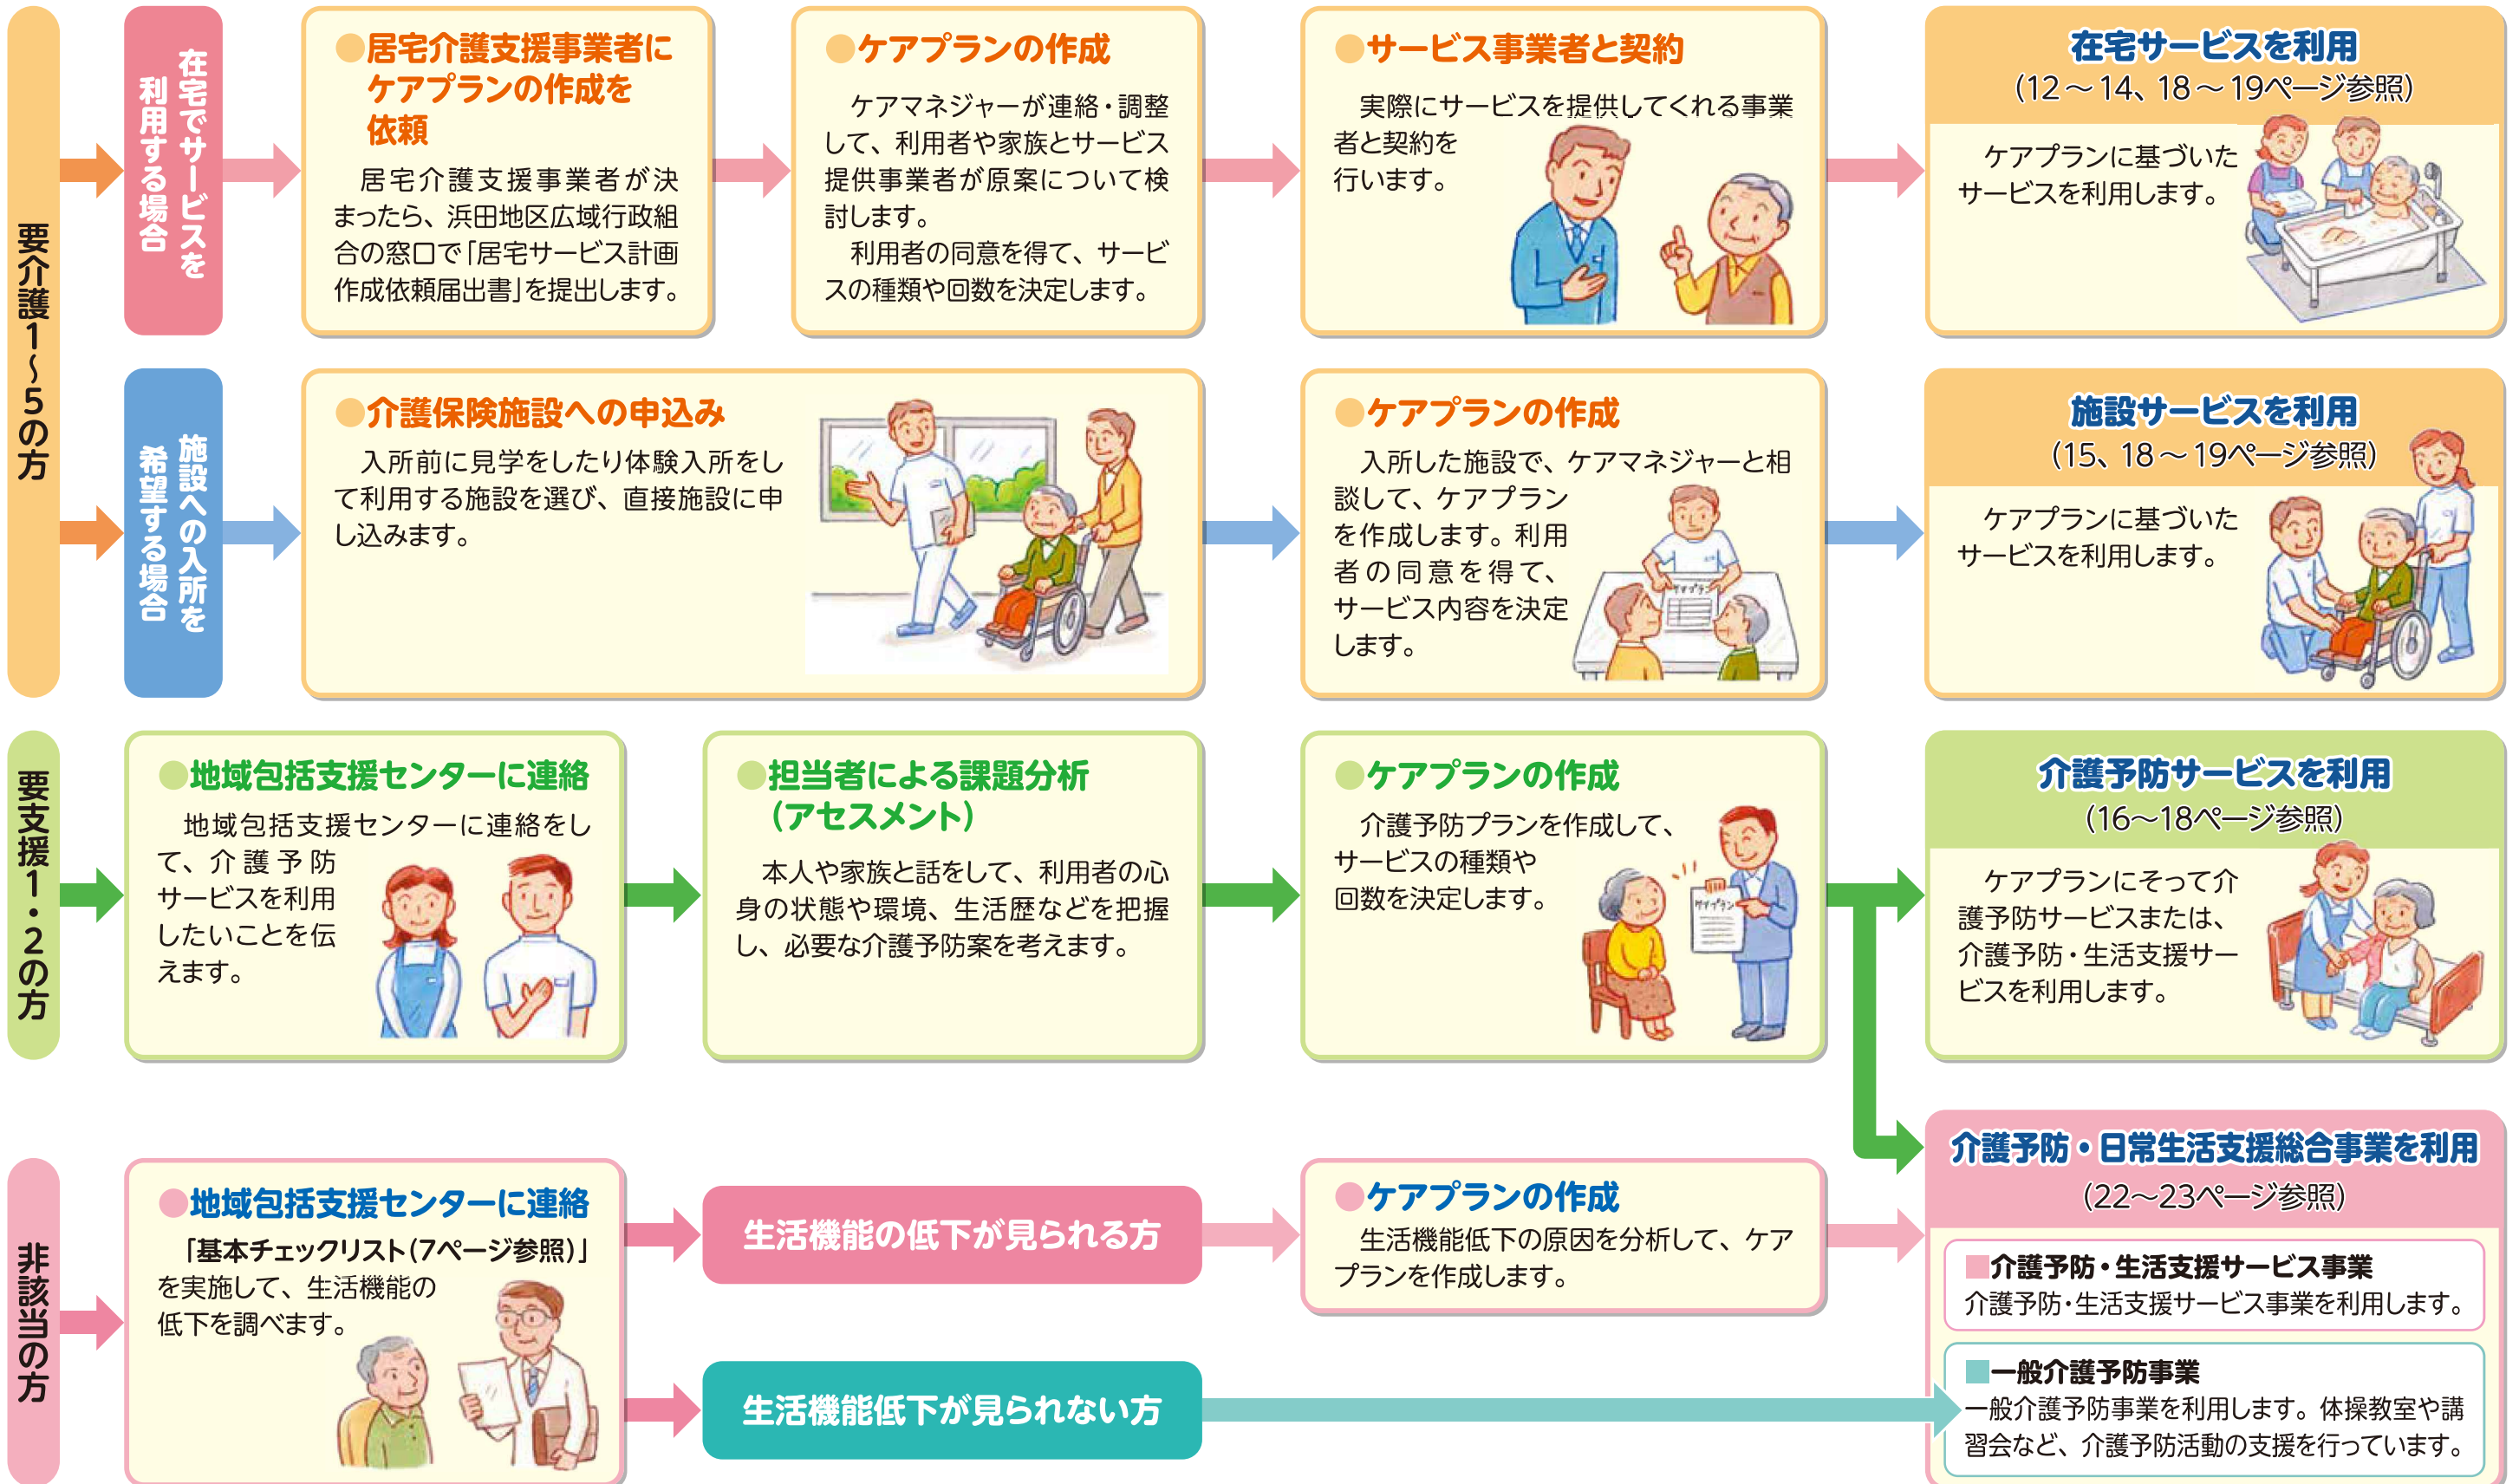 要介護1〜5の方
在宅でサービスを
利用する場合
●居宅介護支援事業者に
ケアプランの作成を
依頼
居宅介護支援事業者が決
まったら、浜田地区広域行政組
合の窓口で「居宅サービス計画
作成依頼届出書」を提出します。
●ケアプランの作成
ケアマネジャーが連絡・調整
して、利用者や家族とサービス
提供事業者が原案について検
討します。
利用者の同意を得て、サービ
スの種類や回数を決定します。
●サービス事業者と契約
実際にサービスを提供してくれる事業
者と契約を
行います。
在宅サービスを利用
(12〜14、18〜19ページ参照)
ケアプランに基づいた
サービスを利用します。
施設への入所を
希望する場合
●介護保険施設への申込み
入所前に見学をしたり体験入所をし
て利用する施設を選び、直接施設に申
し込みます。
●ケアプランの作成
入所した施設で、ケアマネジャーと相
談して、ケアプラン
を作成します。利用
者の同意を得て、
サービス内容を決定
します。
ケアプラン
施設サービスを利用
(15、18〜19ページ参照)
ケアプランに基づいた
サービスを利用します。
要支援1・2の方
●地域包括支援センターに連絡
地域包括支援センターに連絡をし
て、介護予防
サービスを利用
したいことを伝
えます。
●担当者による課題分析
(アセスメント)
本人や家族と話をして、利用者の心
身の状態や環境、生活歴などを把握
し、必要な介護予防案を考えます。
●ケアプランの作成
介護予防プランを作成して、
サービスの種類や
回数を決定します。
ケアプラン
介護予防サービスを利用
(16〜18ページ参照)
ケアプランにそって介
護予防サービスまたは、
介護予防・生活支援サー
ビスを利用します。
非該当の方
●地域包括支援センターに連絡
「基本チェックリスト(7ページ参照)」
を実施して、生活機能の
低下を調べます。
生活機能の低下が見られる方
●ケアプランの作成
生活機能低下の原因を分析して、ケア
プランを作成します。
生活機能低下が見られない方
介護予防・日常生活支援総合事業を利用
(22〜23ページ参照)
■介護予防・生活支援サービス事業
介護予防・生活支援サービス事業を利用します。
■一般介護予防事業
一般介護予防事業を利用します。体操教室や講
習会など、介護予防活動の支援を行っています。